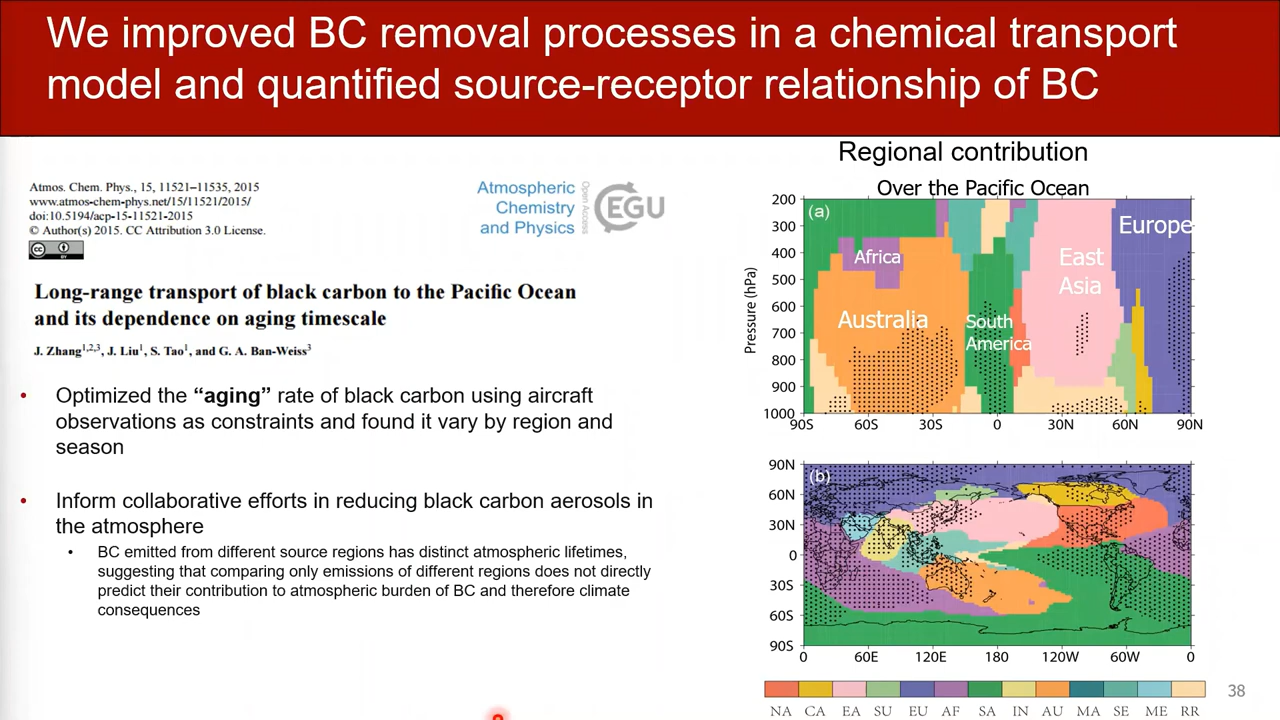 We improved BC removal processes in a chemical transport
model and quantified source-receptor relationship of BC
Atmos. Chem. Phys., 15, 11521–11535, 2015
www.atmos-chem-phys.net/15/11521/2015/
doi:10.5194/acp-15-11521-2015
© Author(s) 2015. CC Attribution 3.0 License.
cc BY
Atmospheric
Chemistry
and Physics
Open Access
EGU
Long-range transport of black carbon to the Pacific Ocean
and its dependence on aging timescale
J. Zhang1,2,3, J. Liu1, S. Tao1, and G. A. Ban-Weiss3
• Optimized the “aging” rate of black carbon using aircraft
observations as constraints and found it vary by region and
season
• Inform collaborative efforts in reducing black carbon aerosols in
the atmosphere
• BC emitted from different source regions has distinct atmospheric lifetimes,
suggesting that comparing only emissions of different regions does not directly
predict their contribution to atmospheric burden of BC and therefore climate
consequences
Regional contribution
Over the Pacific Ocean
(a)
Pressure (hPa)
200
300
400
500
600
700
800
900
1000
Europe
Africa
East
Asia
Australia
South
America
90S 60S 30S 0 30N 60N 90N
(b)
90N
60N
30N
0
30S
60S
90S
0 60E 120E 180 120W 60W 0
NA CA EA SU EU AF SA IN AU MA SE ME RR
38